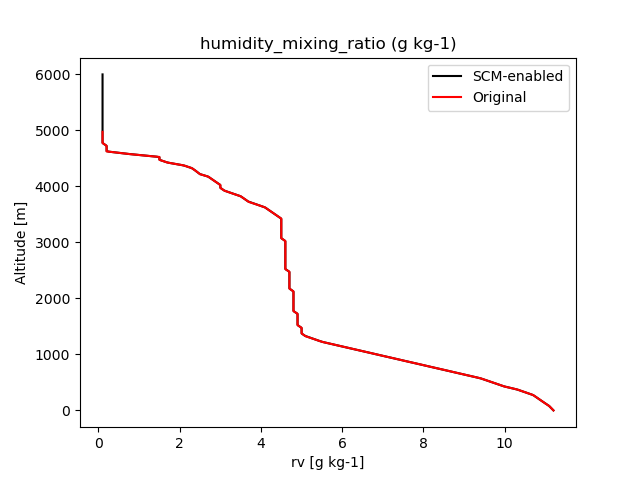 humidity_mixing_ratio (g kg-1)
SCM-enabled
Original
Altitude [m]
6000
5000
4000
3000
2000
1000
0
0 2 4 6 8 10
rv [g kg-1]